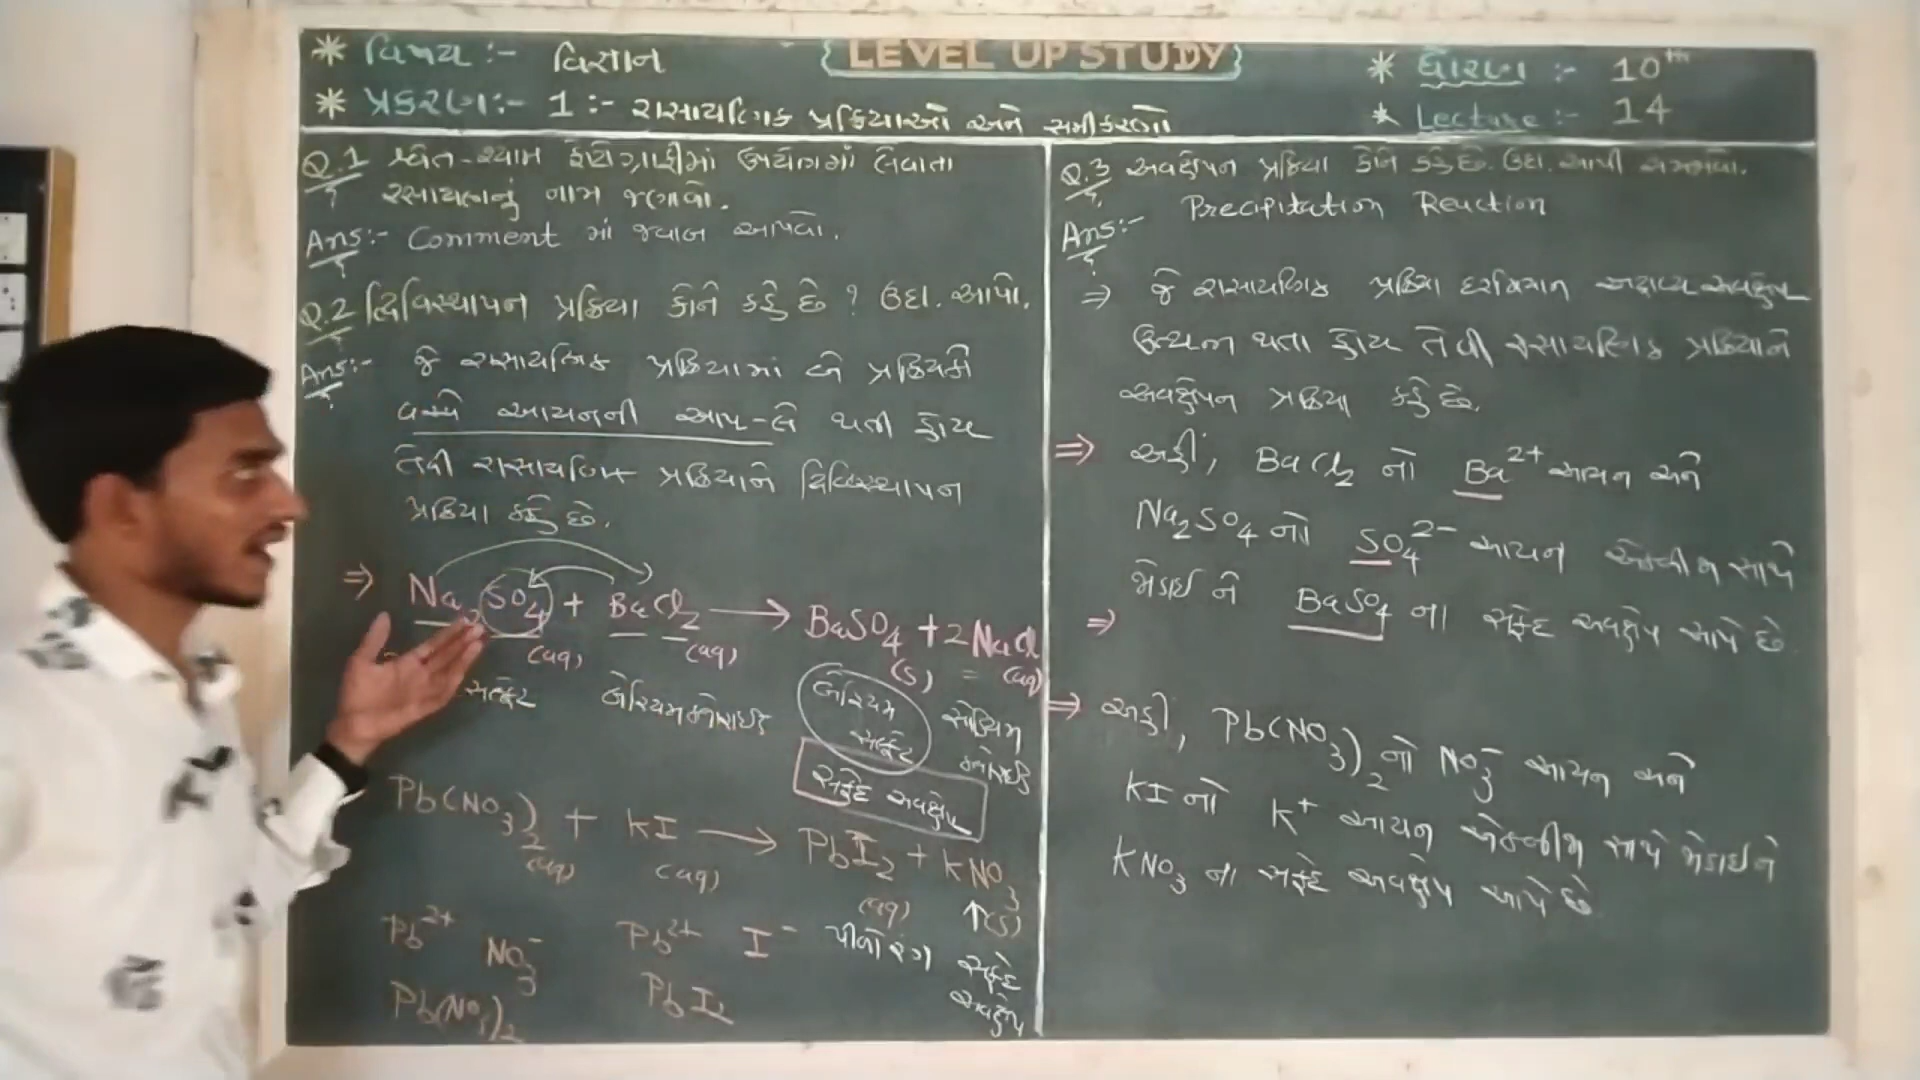 * વિષય :- વિજ્ઞાન
LEVEL UP STUDY
* ધોરણ :- 10th
* પ્રકરણ :- 1 :- રાસાયણિક પ્રક્રિયાઓ અને સમીકરણો
* Lecture :- 14
Q.1 શ્વેત-શ્યામ ફોટોગ્રાફીમાં ઉપયોગમાં લેવાતા
રસાયણનું નામ જણાવો.
Ans:- Comment માં જવાબ આપવો.
Q.2 દ્વિવિસ્થાપન પ્રક્રિયા કોને કહે છે ? ઉદા. આપો.
Ans:- જે રાસાયણિક પ્રક્રિયામાં બે પ્રક્રિયકો
વચ્ચે આયનની આપ-લે થતી હોય
તેવી રાસાયણિક પ્રક્રિયાને દ્વિવિસ્થાપન
પ્રક્રિયા કહે છે.
⇒ Na2SO4 + BaCl2 ⟶ BaSO4 + 2NaCl
(aq) (aq) (s) (aq)
સલ્ફેટ બેરિયમ ક્લોરાઈડ બેરિયમ સલ્ફેટ સોડિયમ ક્લોરાઈડ
સફેદ અવક્ષેપ
Pb(NO3)2 + KI ⟶ PbI2 + KNO3
(aq) (aq) (aq) ↑(s)
Pb2+ NO3- Pb2+ I- પીળો રંગ સફેદ
Pb(NO3)2 PbI2 અવક્ષેપ
Q.3 અવક્ષેપન પ્રક્રિયા કોને કહે છે. ઉદા. આપી સમજાવો.
Ans:- Precipitation Reaction
⇒ જે રાસાયણિક પ્રક્રિયા દરમિયાન અદ્રાવ્ય અવક્ષેપ
ઉત્પન્ન થતા હોય તેવી રાસાયણિક પ્રક્રિયાને
અવક્ષેપન પ્રક્રિયા કહે છે.
⇒ અહીં, BaCl2 નો Ba2+ આયન અને
Na2SO4 નો SO4 2- આયન એકબીજા સાથે
જોડાઈ ને BaSO4 ના સફેદ અવક્ષેપ આપે છે.
⇒
⇒ અહીં, Pb(NO3)2 નો NO3- આયન અને
KI નો K+ આયન એકબીજા સાથે જોડાઈ ને
KNO3 ના સફેદ અવક્ષેપ આપે છે